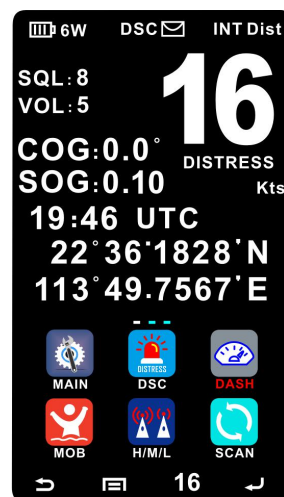 6W DSC INT Dist
SQL:8
VOL:5
16
COG:0.0°
DISTRESS
SOG:0.10 Kts
19:46 UTC
22°36'1828'N
113°49.7567'E
DISTRESS
MAIN DSC DASH
MOB H/M/L SCAN
16